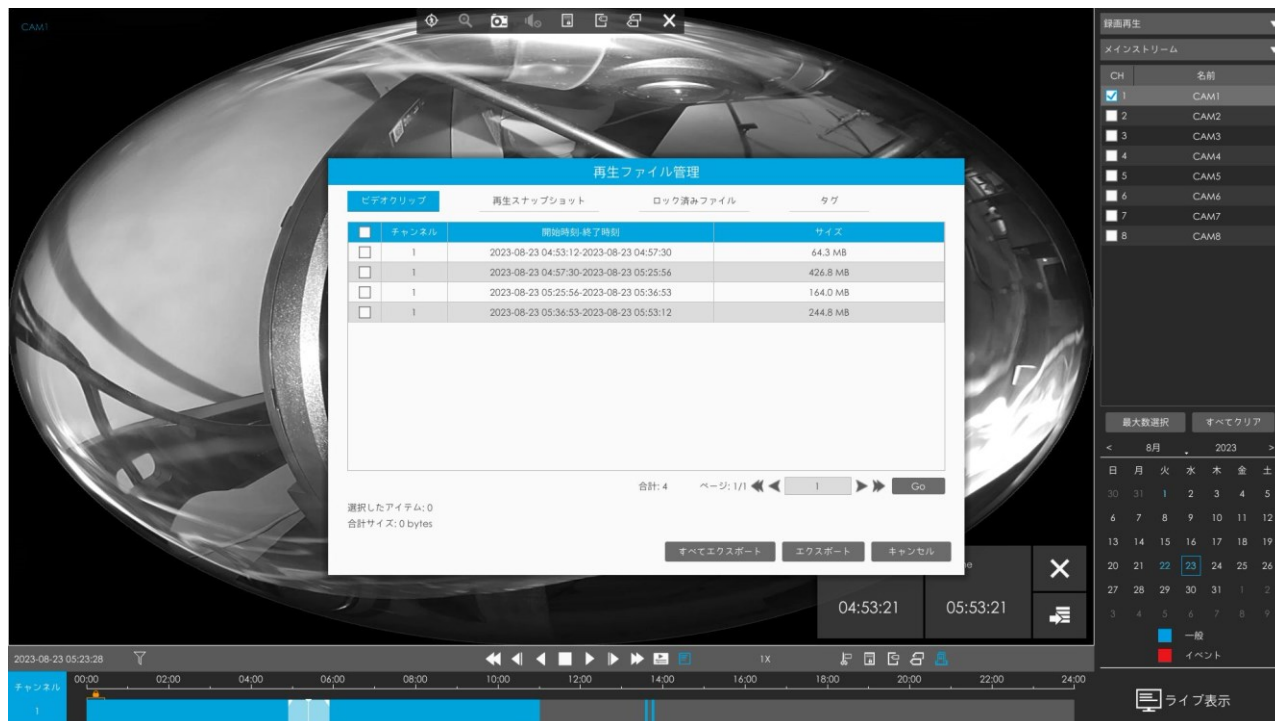 CAM1
録画再生
メインストリーム
CH 名前
1 CAM1
2 CAM2
3 CAM3
4 CAM4
5 CAM5
6 CAM6
7 CAM7
8 CAM8
再生ファイル管理
ビデオクリップ 再生スナップショット ロック済みファイル タグ
チャンネル 開始時刻-終了時刻 サイズ
1 2023-08-23 04:53:12-2023-08-23 04:57:30 64.3 MB
1 2023-08-23 04:57:30-2023-08-23 05:25:56 426.8 MB
1 2023-08-23 05:25:56-2023-08-23 05:36:53 164.0 MB
1 2023-08-23 05:36:53-2023-08-23 05:53:12 244.8 MB
合計: 4 ページ: 1/1 1 Go
選択したアイテム: 0
合計サイズ: 0 bytes
すべてエクスポート エクスポート キャンセル
04:53:21 05:53:21
最大数選択 すべてクリア
< 8月 2023 >
日 月 火 水 木 金 土
30 31 1 2 3 4 5
6 7 8 9 10 11 12
13 14 15 16 17 18 19
20 21 22 23 24 25 26
27 28 29 30 31 1 2
3 4 5 6 7 8 9
一般
イベント
2023-08-23 05:23:28 1X
チャンネル 00:00 02:00 04:00 06:00 08:00 10:00 12:00 14:00 16:00 18:00 20:00 22:00 24:00
1
ライブ表示